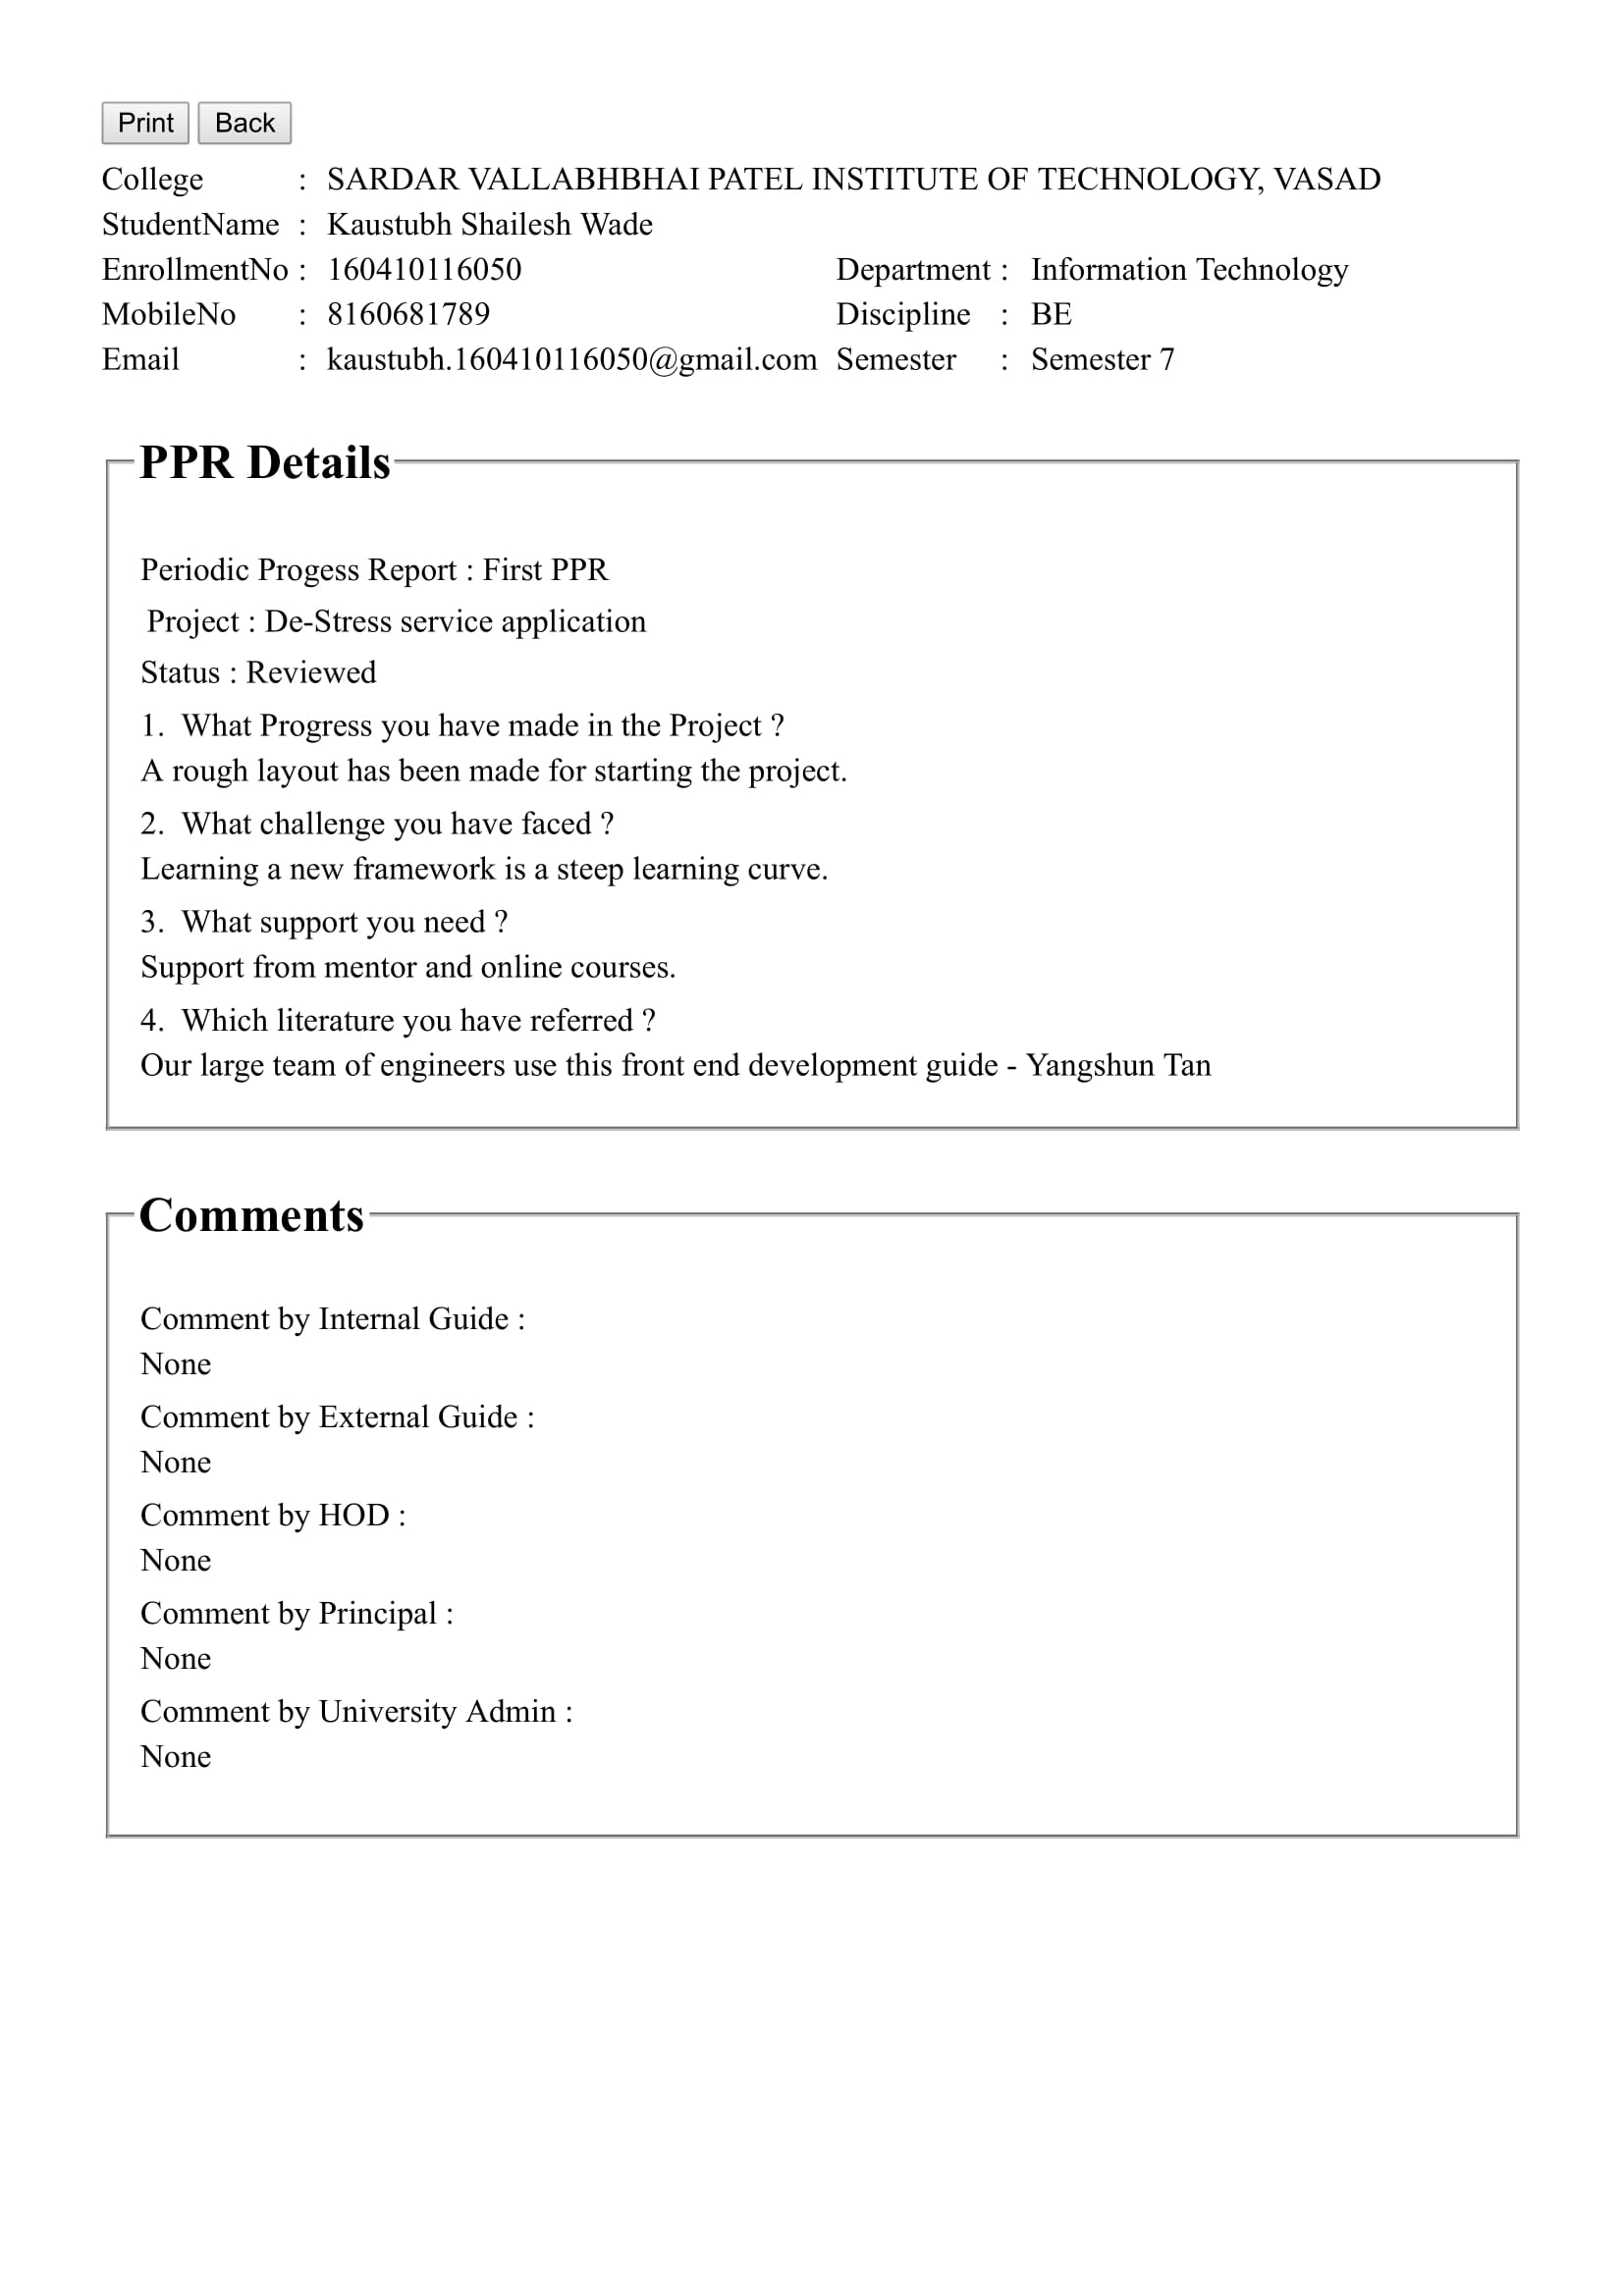 Print Back
College : SARDAR VALLABHBHAI PATEL INSTITUTE OF TECHNOLOGY, VASAD
StudentName : Kaustubh Shailesh Wade
EnrollmentNo : 160410116050 Department : Information Technology
MobileNo : 8160681789 Discipline : BE
Email : kaustubh.160410116050@gmail.com Semester : Semester 7
PPR Details
Periodic Progess Report : First PPR
Project : De-Stress service application
Status : Reviewed
1. What Progress you have made in the Project ?
A rough layout has been made for starting the project.
2. What challenge you have faced ?
Learning a new framework is a steep learning curve.
3. What support you need ?
Support from mentor and online courses.
4. Which literature you have referred ?
Our large team of engineers use this front end development guide - Yangshun Tan
Comments
Comment by Internal Guide :
None
Comment by External Guide :
None
Comment by HOD :
None
Comment by Principal :
None
Comment by University Admin :
None